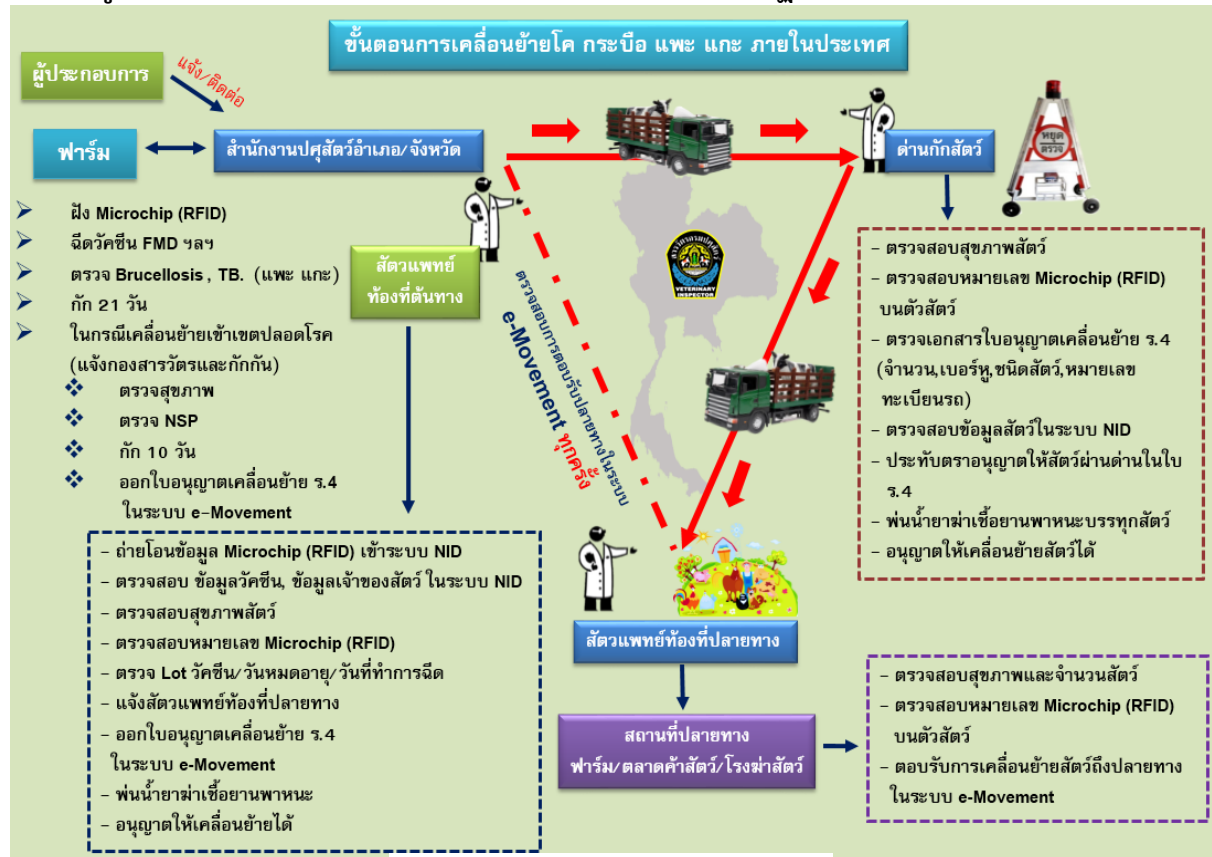 ขั้นตอนการเคลื่อนย้ายโค กระบือ แพะ แกะ ภายในประเทศ
ผู้ประกอบการ
แจ้ง/ติดต่อ
ฟาร์ม
สำนักงานปศุสัตว์อำเภอ/จังหวัด
ด่านกักสัตว์
หยุด
ตรวจ
➢ ฝัง Microchip (RFID)
➢ ฉีดวัคซีน FMD ฯลฯ
➢ ตรวจ Brucellosis , TB. (แพะ แกะ)
➢ กัก 21 วัน
➢ ในกรณีเคลื่อนย้ายเข้าเขตปลอดโรค
(แจ้งกองสารวัตรและกักกัน)
❖ ตรวจสุขภาพ
❖ ตรวจ NSP
❖ กัก 10 วัน
❖ ออกใบอนุญาตเคลื่อนย้าย ร.4
ในระบบ e-Movement
สัตวแพทย์
ท้องที่ต้นทาง
ตรวจสอบการตอบรับปลายทางในระบบ
e-Movement ทุกครั้ง
สารวัตรกรมปศุสัตว์
VETERINARY
INSPECTOR
- ตรวจสอบสุขภาพสัตว์
- ตรวจสอบหมายเลข Microchip (RFID)
บนตัวสัตว์
- ตรวจเอกสารใบอนุญาตเคลื่อนย้าย ร.4
(จำนวน,เบอร์หู,ชนิดสัตว์,หมายเลข
ทะเบียนรถ)
- ตรวจสอบข้อมูลสัตว์ในระบบ NID
- ประทับตราอนุญาตให้สัตว์ผ่านด่านในใบ
ร.4
- พ่นน้ำยาฆ่าเชื้อยานพาหนะบรรทุกสัตว์
- อนุญาตให้เคลื่อนย้ายสัตว์ได้
- ถ่ายโอนข้อมูล Microchip (RFID) เข้าระบบ NID
- ตรวจสอบ ข้อมูลวัคซีน, ข้อมูลเจ้าของสัตว์ ในระบบ NID
- ตรวจสอบสุขภาพสัตว์
- ตรวจสอบหมายเลข Microchip (RFID)
- ตรวจ Lot วัคซีน/วันหมดอายุ/วันที่ทำการฉีด
- แจ้งสัตวแพทย์ท้องที่ปลายทาง
- ออกใบอนุญาตเคลื่อนย้าย ร.4
ในระบบ e-Movement
- พ่นน้ำยาฆ่าเชื้อยานพาหนะ
- อนุญาตให้เคลื่อนย้ายได้
สัตวแพทย์ท้องที่ปลายทาง
สถานที่ปลายทาง
ฟาร์ม/ตลาดค้าสัตว์/โรงฆ่าสัตว์
- ตรวจสอบสุขภาพและจำนวนสัตว์
- ตรวจสอบหมายเลข Microchip (RFID)
บนตัวสัตว์
- ตอบรับการเคลื่อนย้ายสัตว์ถึงปลายทาง
ในระบบ e-Movement